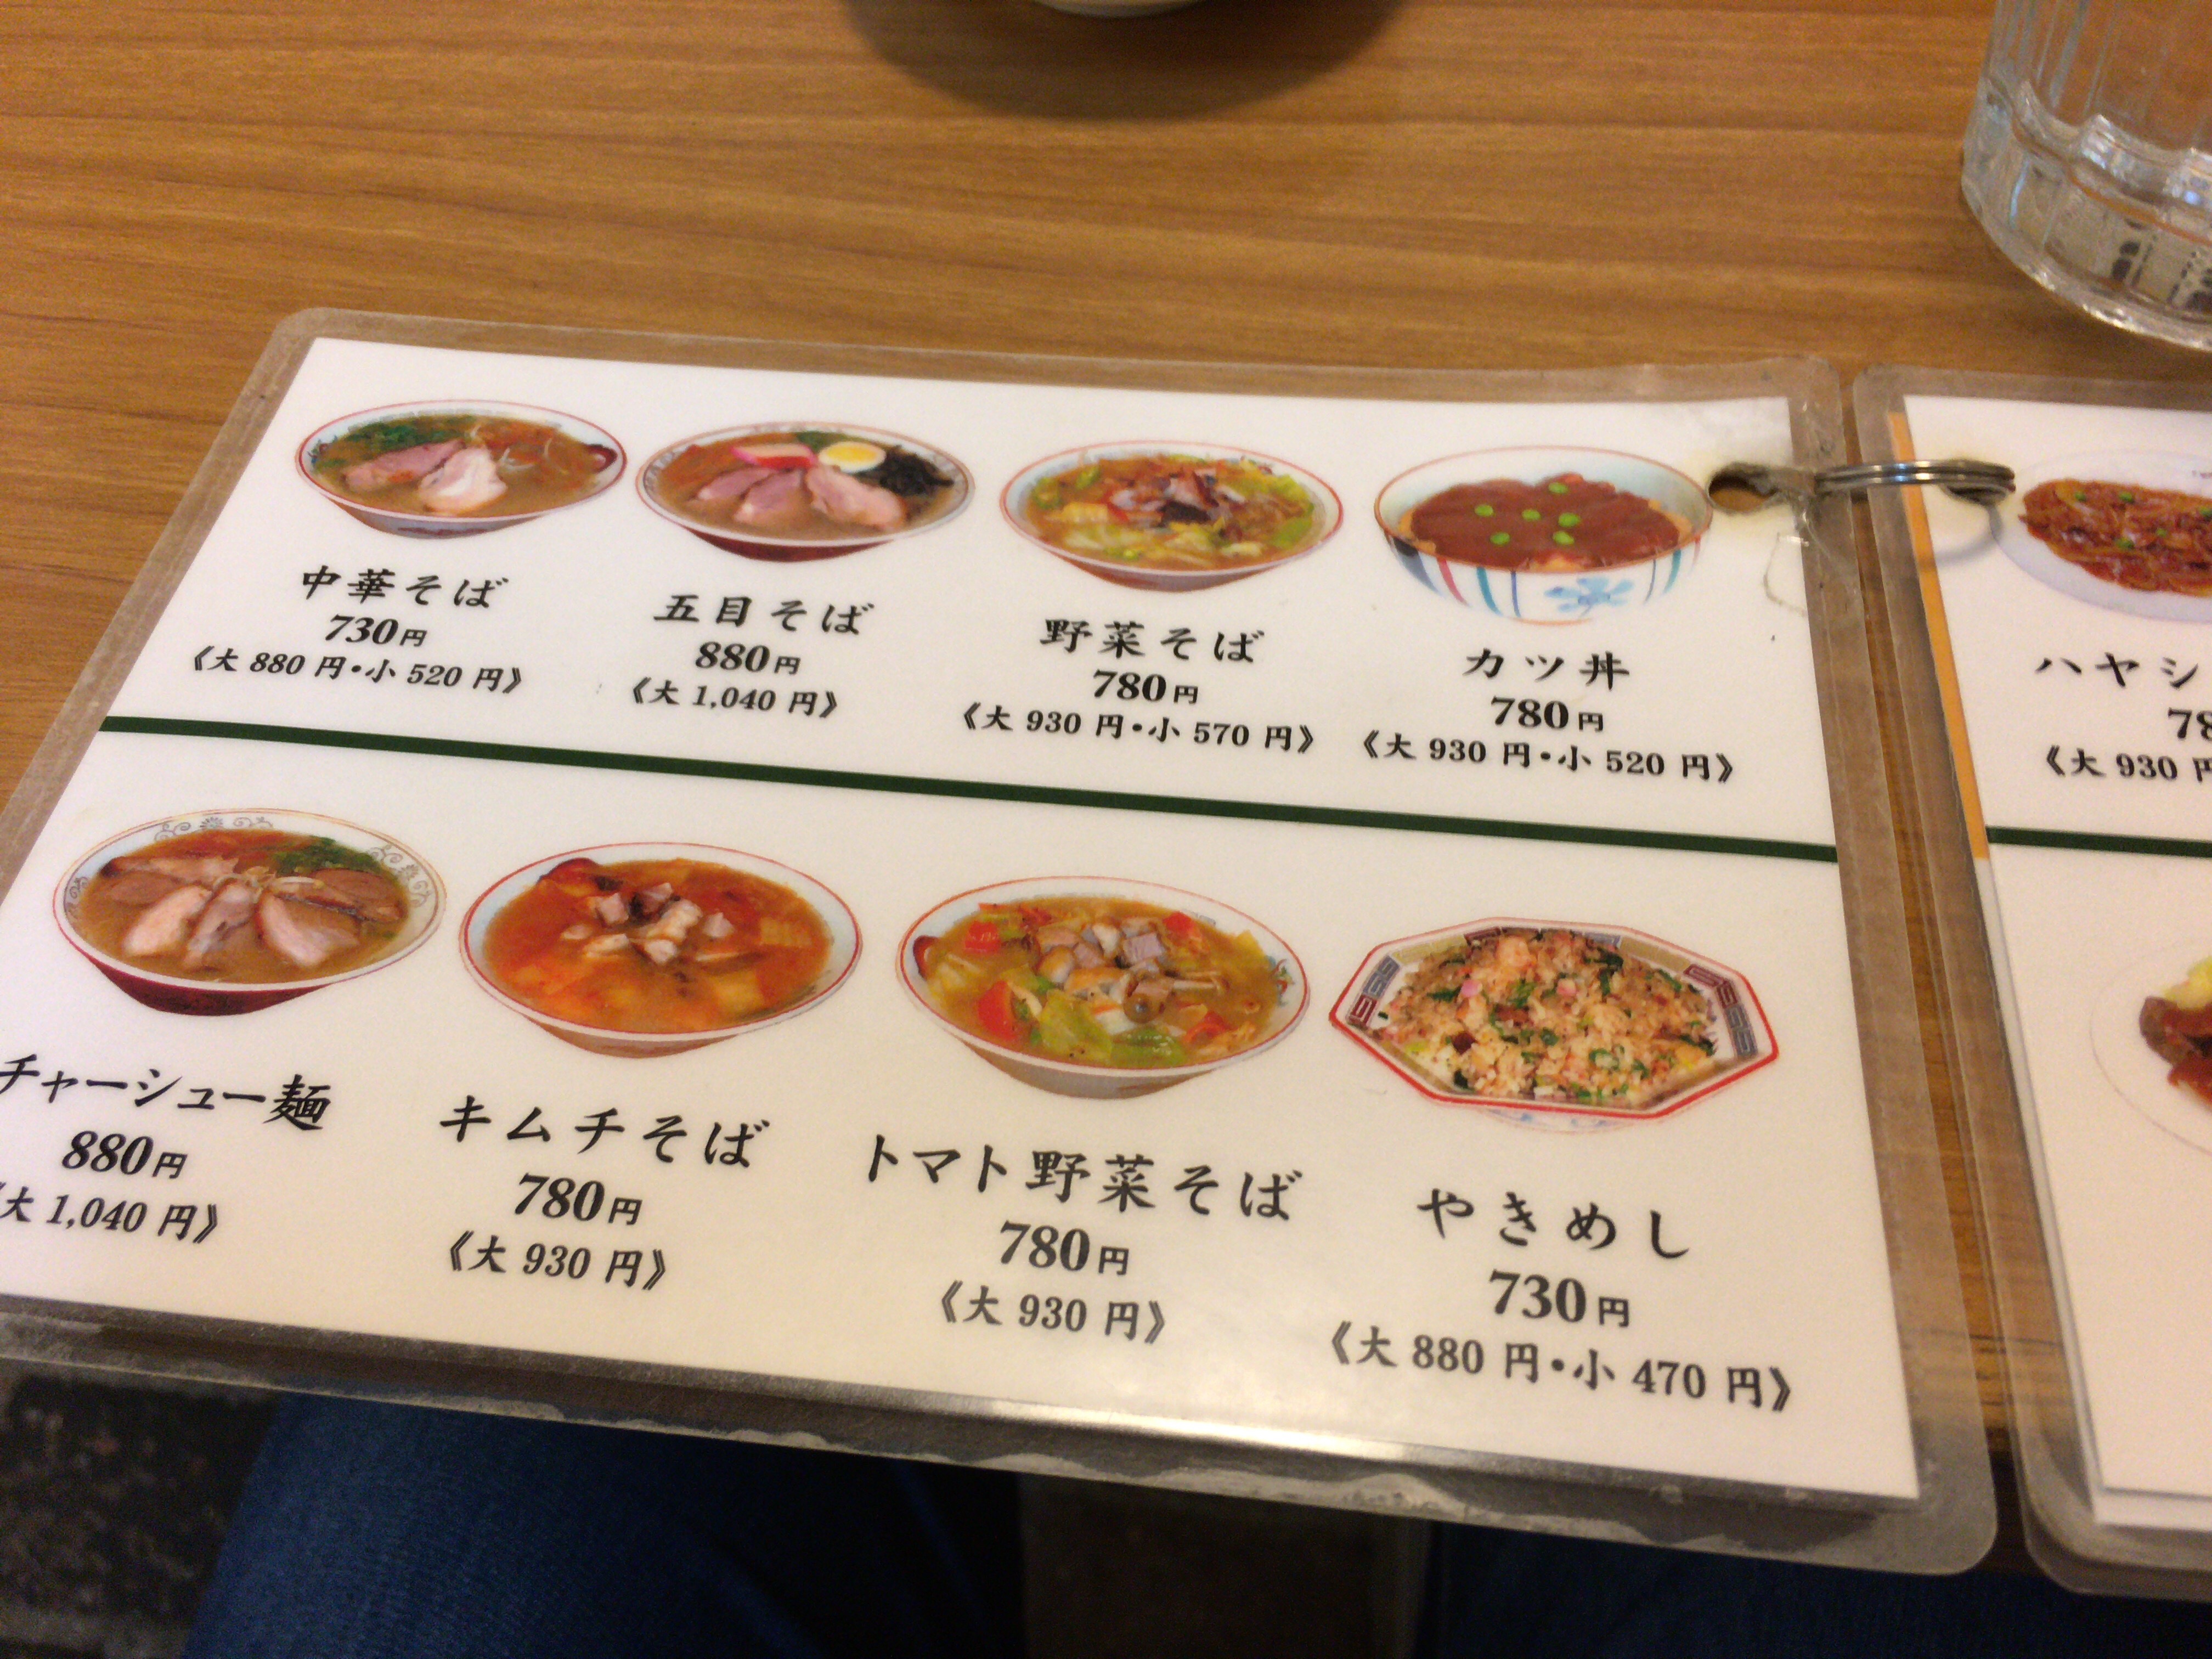 中華そば
730円
《大 880 円・小 520 円》
五目そば
880円
《大 1,040 円》
野菜そば
780円
《大 930 円・小 570 円》
カツ丼
780円
《大 930 円・小 520 円》
チャーシュー麺
880円
《大 1,040 円》
キムチそば
780円
《大 930 円》
トマト野菜そば
780円
《大 930 円》
やきめし
730円
《大 880 円・小 470 円》
ハヤシ
78
《大 930 円